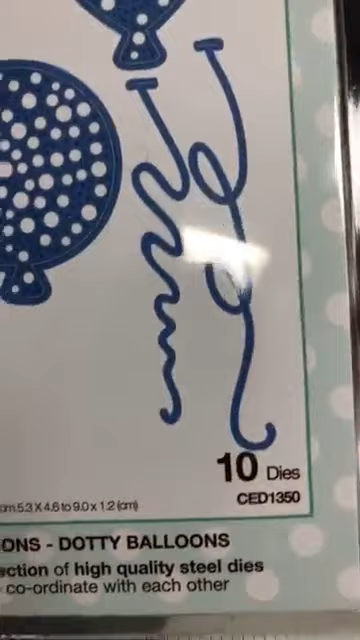 10 Dies
CED1350
cm 5.3 X 4.6 to 9.0 x 1.2 (cm)
ONS - DOTTY BALLOONS
ection of high quality steel dies
co-ordinate with each other